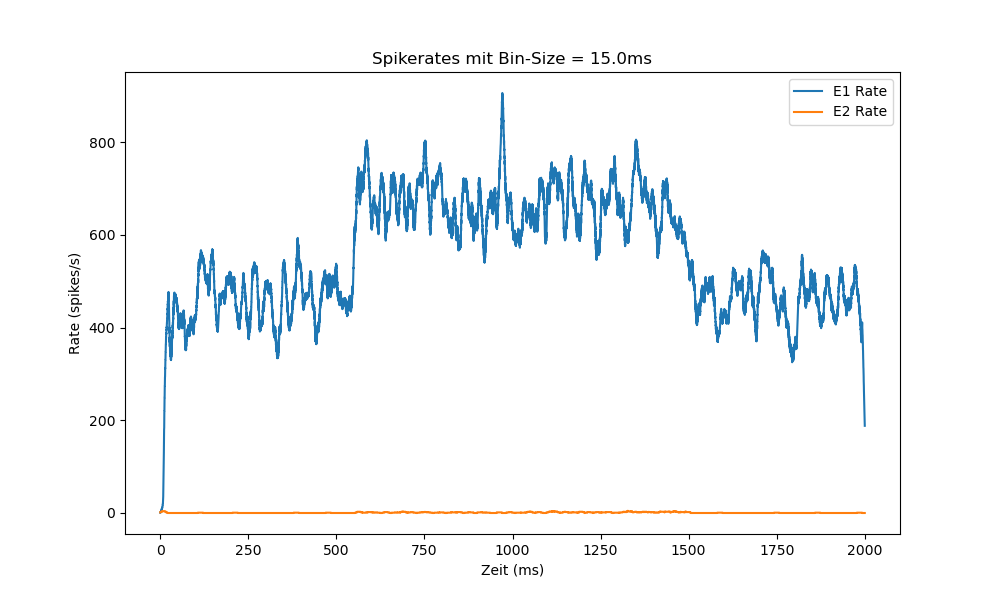 Spikerates mit Bin-Size = 15.0ms
E1 Rate
E2 Rate
Rate (spikes/s)
800
600
400
200
0
0 250 500 750 1000 1250 1500 1750 2000
Zeit (ms)